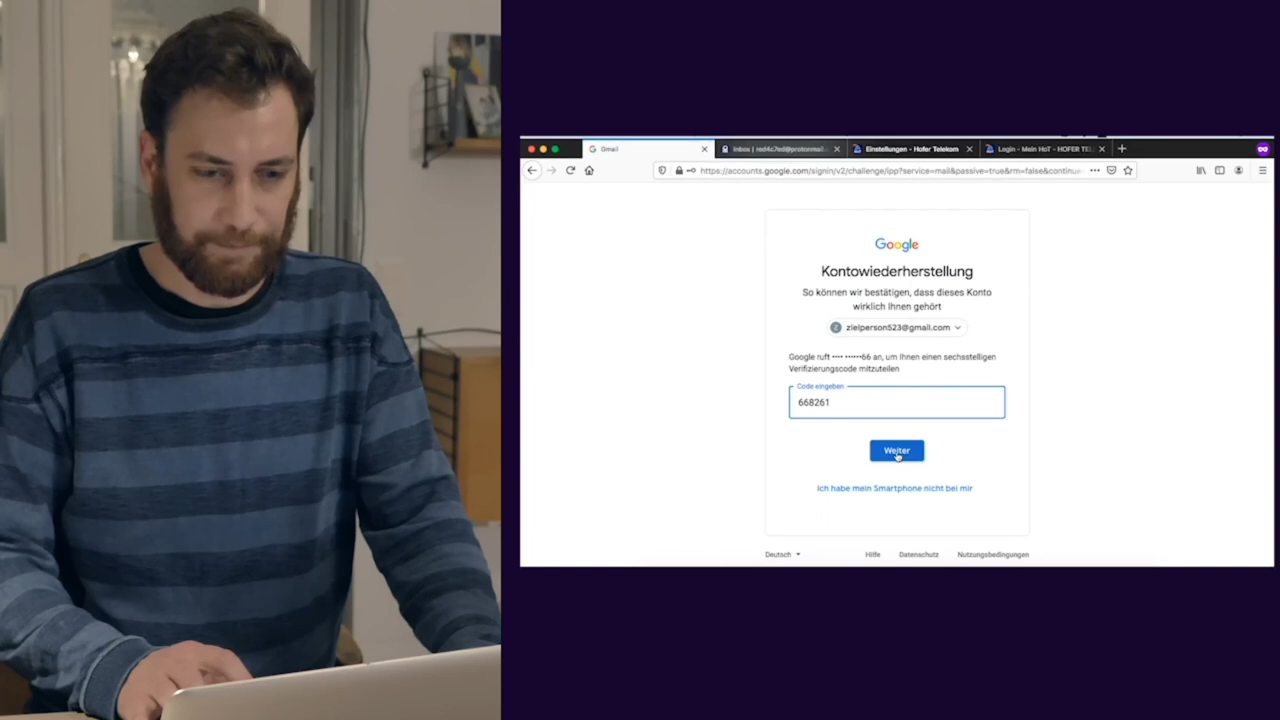 Gmail
Inbox | red4c7ed@protonmail.
Einstellungen - Hofer Telekom
Login - Mein HoT - HOFER TEL
https://accounts.google.com/signin/v2/challenge/ipp?service=mail&passive=true&rm=false&continue
Google
Kontowiederherstellung
So können wir bestätigen, dass dieses Konto
wirklich Ihnen gehört
Z zielperson523@gmail.com
Google ruft •••• ••••••66 an, um Ihnen einen sechsstelligen
Verifizierungscode mitzuteilen
Code eingeben
668261
Weiter
Ich habe mein Smartphone nicht bei mir
Deutsch
Hilfe
Datenschutz
Nutzungsbedingungen